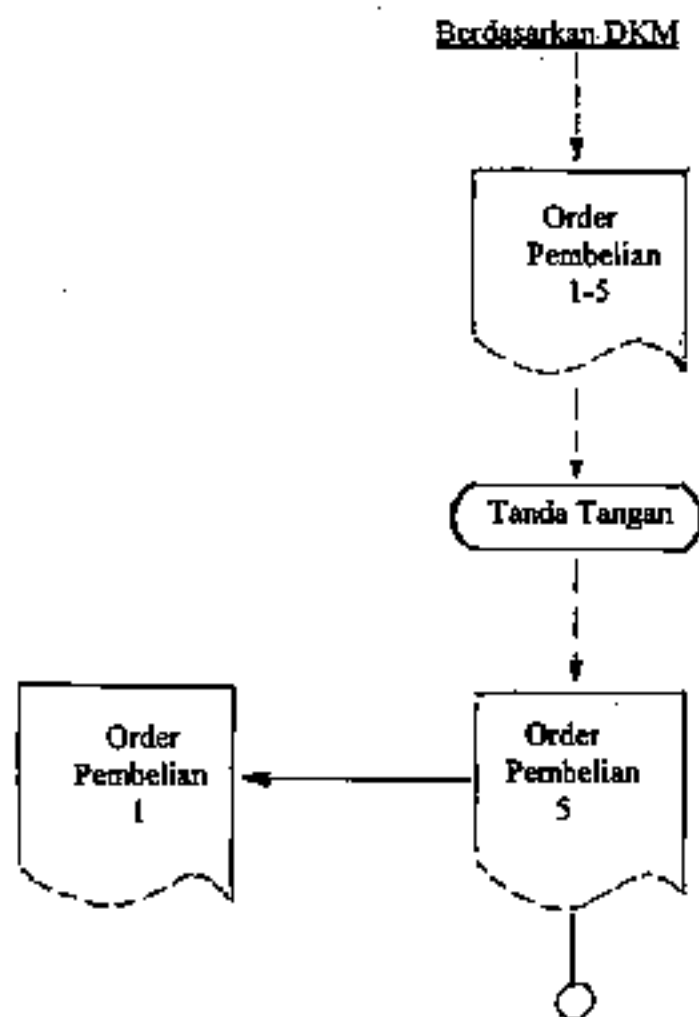 Berdasarkan DKM
Order
Pembelian
1-5
Tanda Tangan
Order
Pembelian
1
Order
Pembelian
5